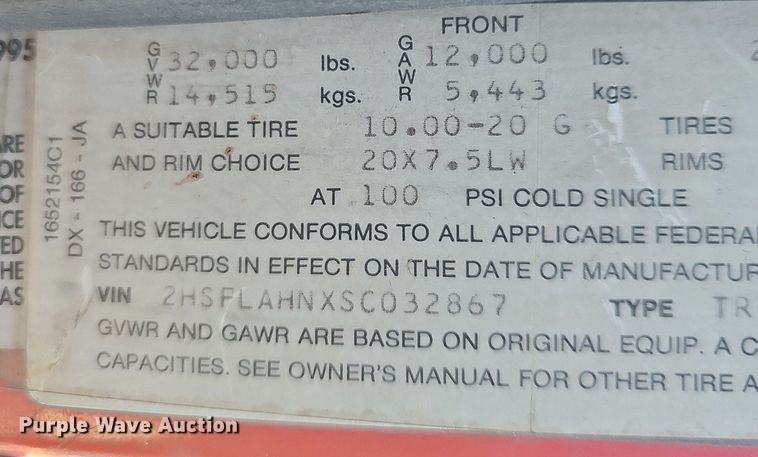 995
FRONT
GVWR 32,000 lbs. GAWR 12,000 lbs.
14,515 kgs. 5,443 kgs.
A SUITABLE TIRE 10.00-20 G TIRES
AND RIM CHOICE 20X7.5LW RIMS
AT 100 PSI COLD SINGLE
THIS VEHICLE CONFORMS TO ALL APPLICABLE FEDERA
STANDARDS IN EFFECT ON THE DATE OF MANUFACTUR
VIN 2HSFLAHNXSC032867 TYPE TR
GVWR AND GAWR ARE BASED ON ORIGINAL EQUIP. A C
CAPACITIES. SEE OWNER'S MANUAL FOR OTHER TIRE A
1652154C1
DX - 166 - JA
ARE
OR
OF
ICE
ED
HE
AS
Purple Wave Auction